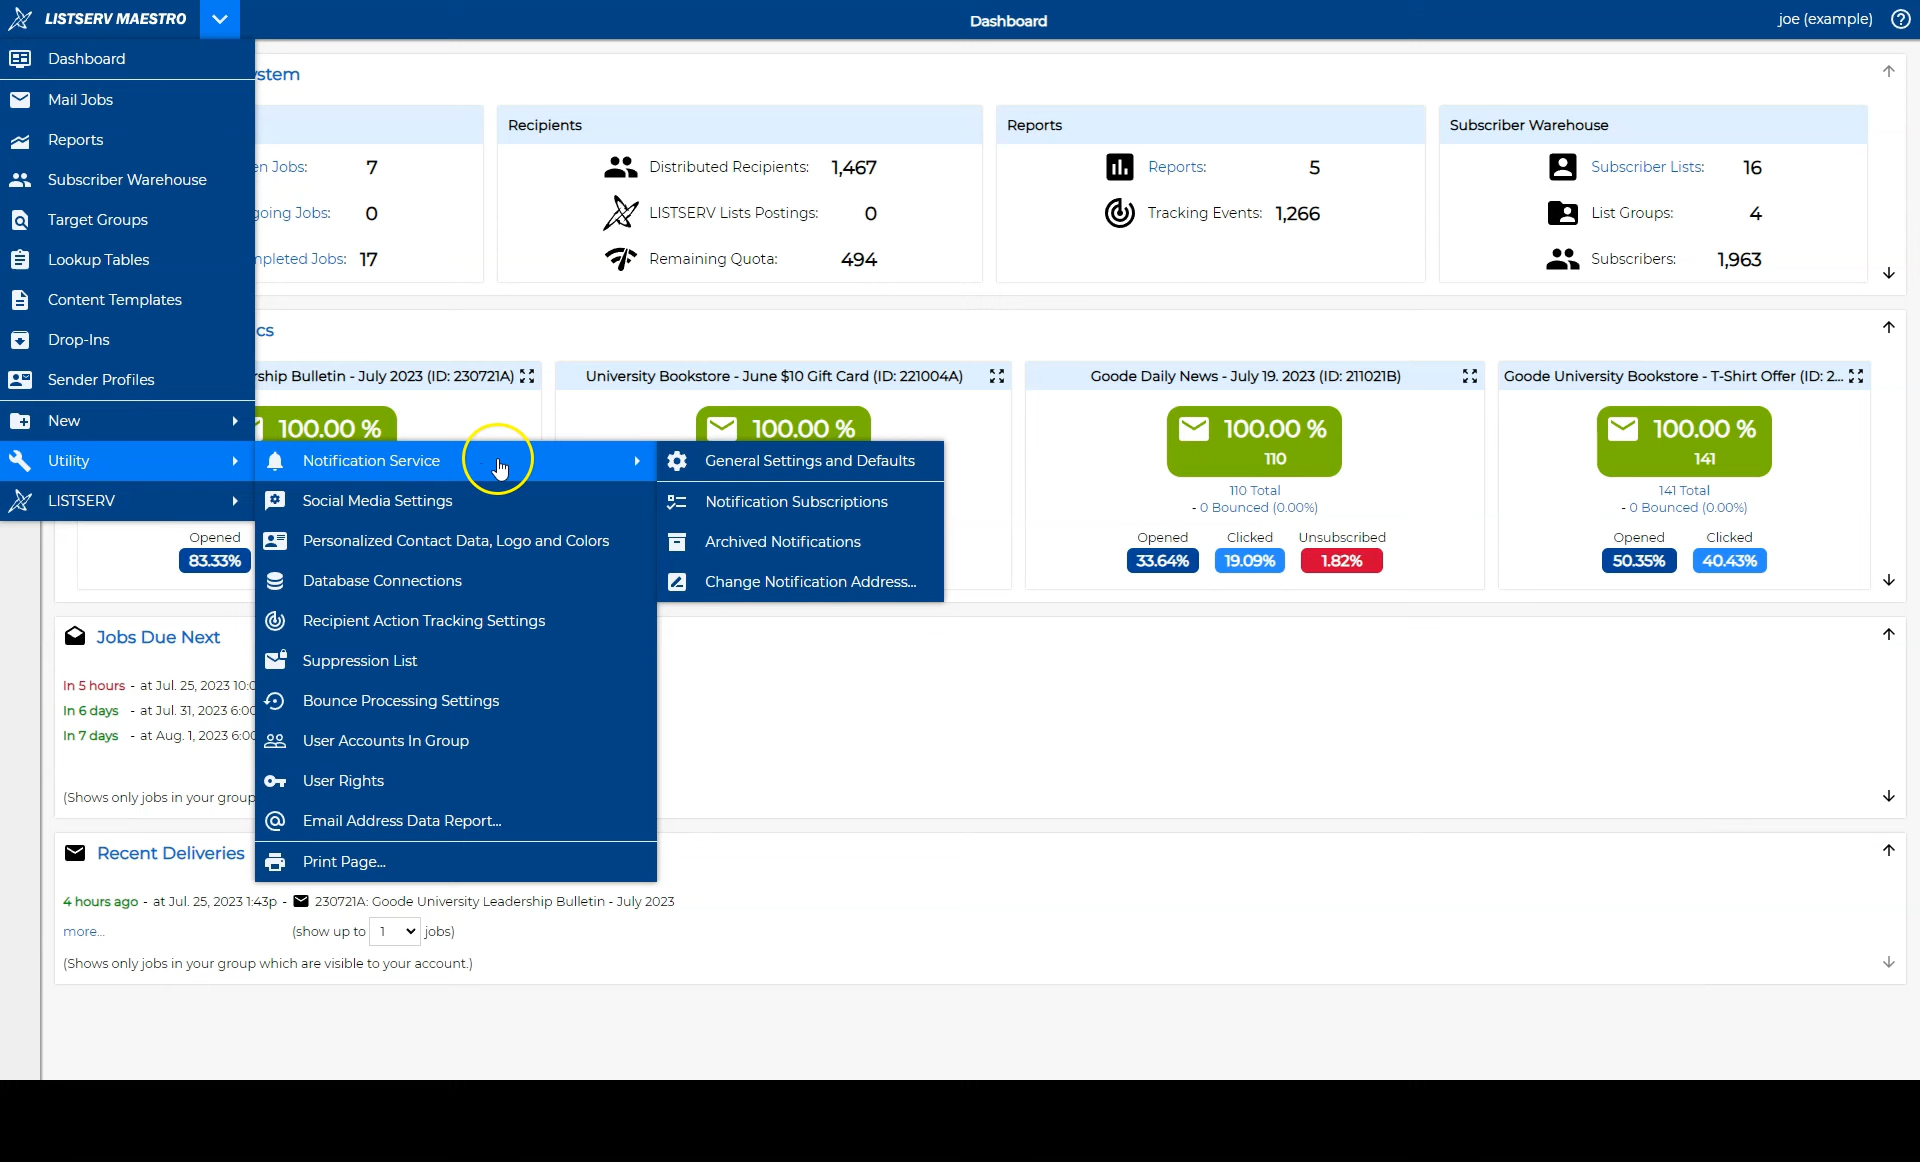 LISTSERV MAESTRO
Dashboard
joe (example)
Dashboard
Mail Jobs
Reports
Subscriber Warehouse
Target Groups
Lookup Tables
Content Templates
Drop-Ins
Sender Profiles
New
Utility
LISTSERV
Notification Service
Social Media Settings
Personalized Contact Data, Logo and Colors
Database Connections
Recipient Action Tracking Settings
Suppression List
Bounce Processing Settings
User Accounts In Group
User Rights
Email Address Data Report...
Print Page...
General Settings and Defaults
Notification Subscriptions
Archived Notifications
Change Notification Address...
ystem
en Jobs: 7
going Jobs: 0
mpleted Jobs: 17
Recipients
Distributed Recipients: 1,467
LISTSERV Lists Postings: 0
Remaining Quota: 494
Reports
Reports: 5
Tracking Events: 1,266
Subscriber Warehouse
Subscriber Lists: 16
List Groups: 4
Subscribers: 1,963
cs
rship Bulletin - July 2023 (ID: 230721A)
100.00 %
Opened
83.33%
University Bookstore - June $10 Gift Card (ID: 221004A)
100.00 %
Goode Daily News - July 19. 2023 (ID: 211021B)
100.00 %
110
110 Total
- 0 Bounced (0.00%)
Opened Clicked Unsubscribed
33.64% 19.09% 1.82%
Goode University Bookstore - T-Shirt Offer (ID: 2...
100.00 %
141
141 Total
- 0 Bounced (0.00%)
Opened Clicked
50.35% 40.43%
Jobs Due Next
In 5 hours - at Jul. 25, 2023 10:0
In 6 days - at Jul. 31, 2023 6:00
In 7 days - at Aug. 1, 2023 6:00
(Shows only jobs in your group
Recent Deliveries
4 hours ago - at Jul. 25, 2023 1:43p - 230721A: Goode University Leadership Bulletin - July 2023
more... (show up to 1 jobs)
(Shows only jobs in your group which are visible to your account.)